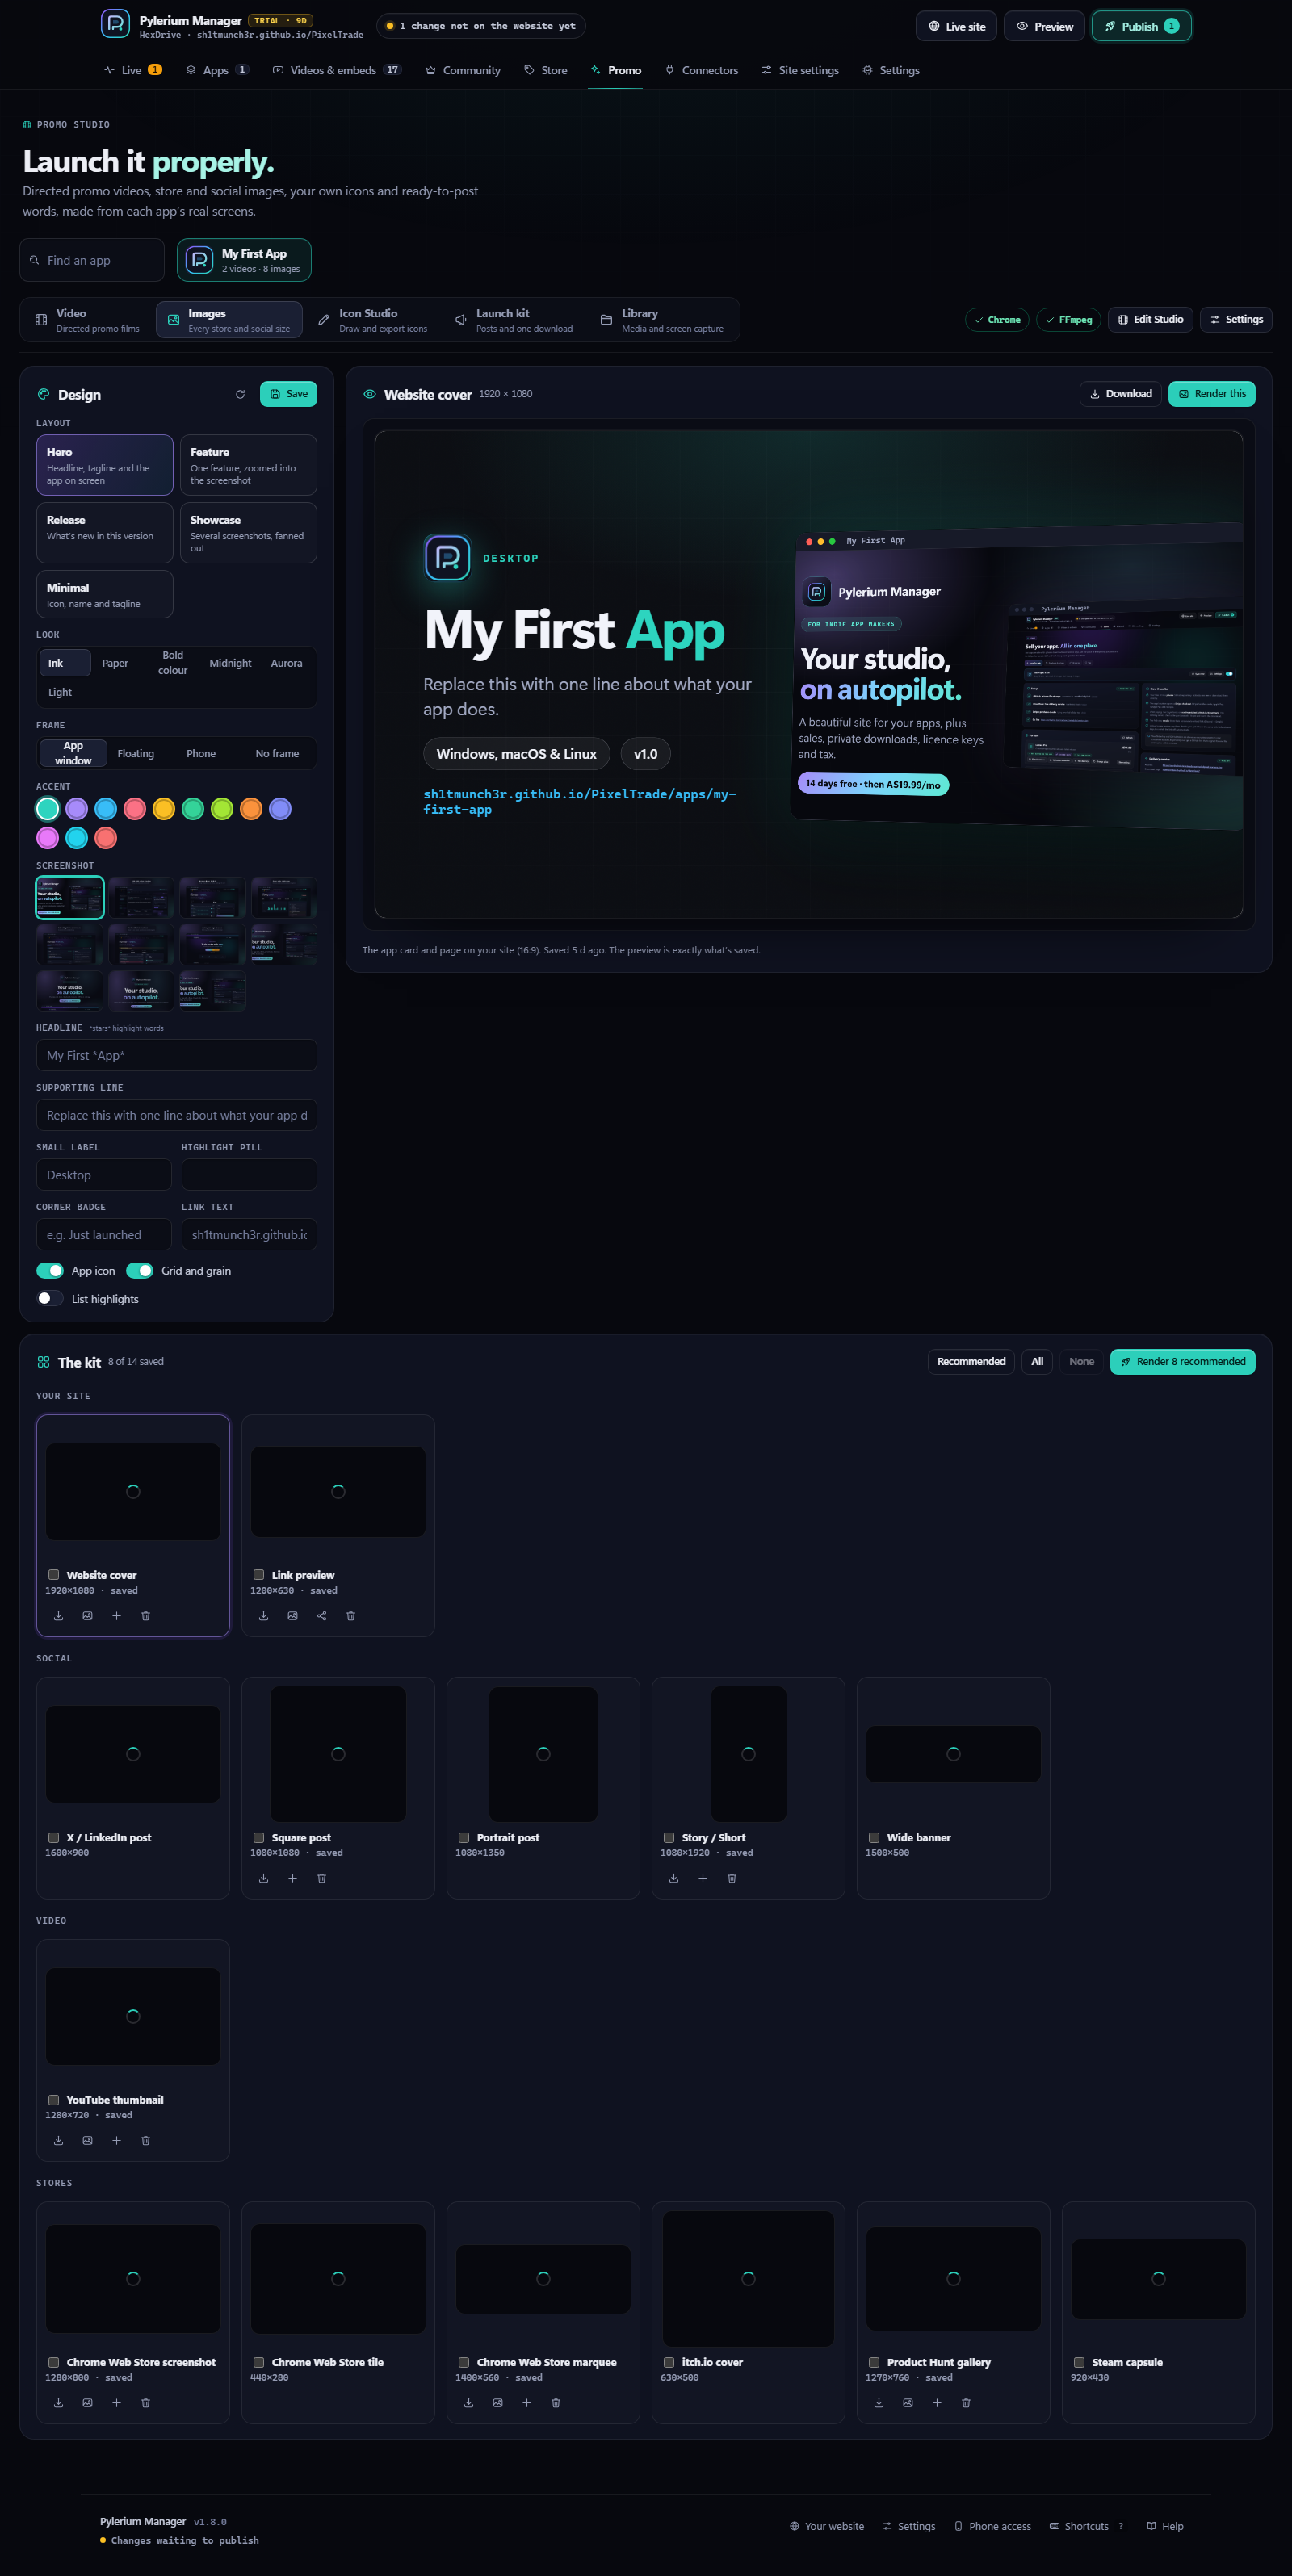 Pylerium Manager TRIAL · 9D
HexDrive · sh1tmunch3r.github.io/PixelTrade
1 change not on the website yet
Live site
Preview
Publish 1
Live 1
Apps 1
Videos & embeds 17
Community
Store
Promo
Connectors
Site settings
Settings
PROMO STUDIO
Launch it properly.
Directed promo videos, store and social images, your own icons and ready-to-post
words, made from each app's real screens.
Find an app
My First App
2 videos · 8 images
Video
Directed promo films
Images
Every store and social size
Icon Studio
Draw and export icons
Launch kit
Posts and one download
Library
Media and screen capture
Chrome
FFmpeg
Edit Studio
Settings
Design
Save
LAYOUT
Hero
Headline, tagline and the
app on screen
Feature
One feature, zoomed into
the screenshot
Release
What's new in this version
Showcase
Several screenshots, fanned
out
Minimal
Icon, name and tagline
LOOK
Ink
Paper
Bold
colour
Midnight
Aurora
Light
FRAME
App
window
Floating
Phone
No frame
ACCENT
SCREENSHOT
HEADLINE *stars* highlight words
My First *App*
SUPPORTING LINE
Replace this with one line about what your app d
SMALL LABEL
Desktop
HIGHLIGHT PILL
CORNER BADGE
e.g. Just launched
LINK TEXT
sh1tmunch3r.github.ic
App icon
Grid and grain
List highlights
Website cover 1920 × 1080
Download
Render this
DESKTOP
My First App
Replace this with one line about what your
app does.
Windows, macOS & Linux
v1.0
sh1tmunch3r.github.io/PixelTrade/apps/my-
first-app
My First App
Pylerium Manager
FOR INDIE APP MAKERS
Your studio,
on autopilot.
A beautiful site for your apps, plus
sales, private downloads, licence keys
and tax.
14 days free · then A$19.99/mo
Pylerium Manager
Sell your apps. All in one place.
The app card and page on your site (16:9). Saved 5 d ago. The preview is exactly what's saved.
The kit 8 of 14 saved
Recommended
All
None
Render 8 recommended
YOUR SITE
Website cover
1920×1080 · saved
Link preview
1200×630 · saved
SOCIAL
X / LinkedIn post
1600×900
Square post
1080×1080 · saved
Portrait post
1080×1350
Story / Short
1080×1920 · saved
Wide banner
1500×500
VIDEO
YouTube thumbnail
1280×720 · saved
STORES
Chrome Web Store screenshot
1280×800 · saved
Chrome Web Store tile
440×280
Chrome Web Store marquee
1400×560 · saved
itch.io cover
630×500
Product Hunt gallery
1270×760 · saved
Steam capsule
920×430
Pylerium Manager v1.8.0
Changes waiting to publish
Your website
Settings
Phone access
Shortcuts ?
Help